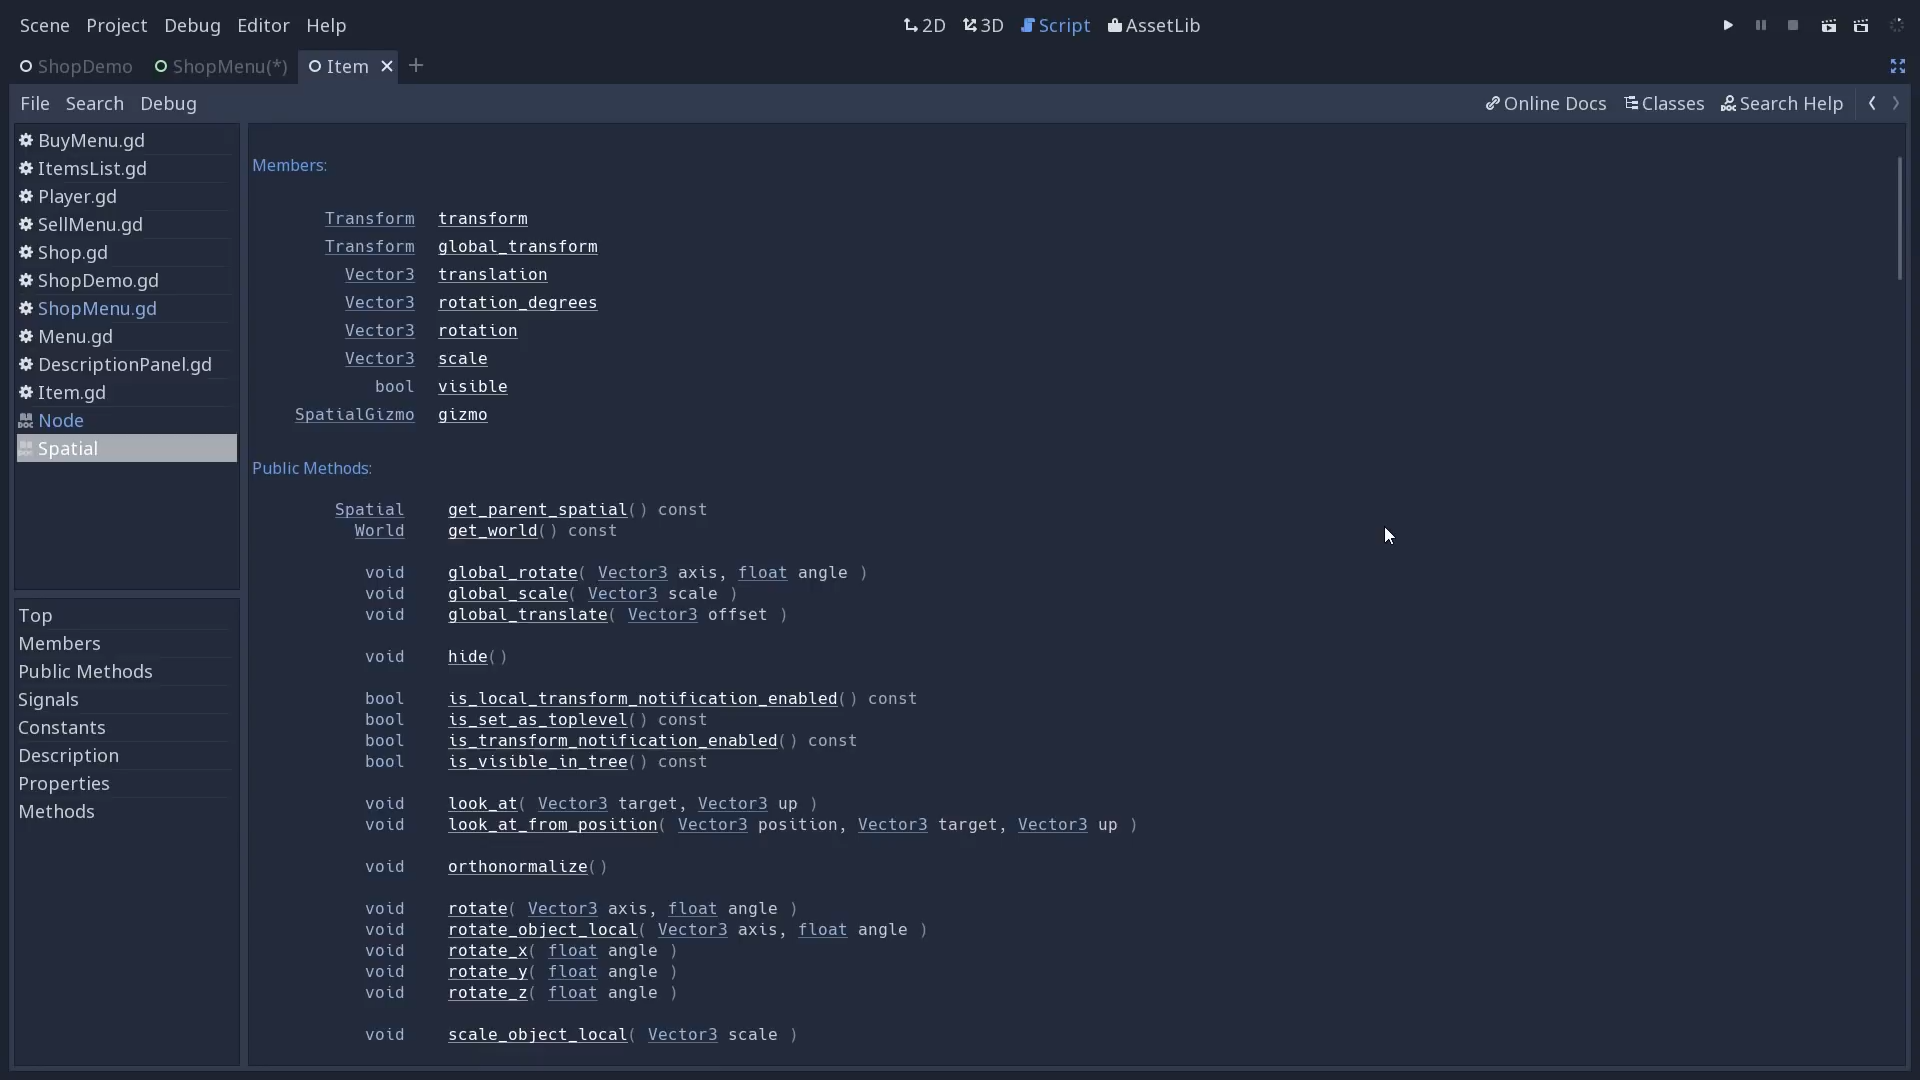 Scene Project Debug Editor Help 2D 3D Script AssetLib
ShopDemo ShopMenu(*) Item
File Search Debug Online Docs Classes Search Help
BuyMenu.gd
ItemsList.gd
Player.gd
SellMenu.gd
Shop.gd
ShopDemo.gd
ShopMenu.gd
Menu.gd
DescriptionPanel.gd
Item.gd
Node
Spatial
Top
Members
Public Methods
Signals
Constants
Description
Properties
Methods
Members:
Transform transform
Transform global_transform
Vector3 translation
Vector3 rotation_degrees
Vector3 rotation
Vector3 scale
bool visible
SpatialGizmo gizmo
Public Methods:
Spatial get_parent_spatial() const
World get_world() const
void global_rotate( Vector3 axis, float angle )
void global_scale( Vector3 scale )
void global_translate( Vector3 offset )
void hide()
bool is_local_transform_notification_enabled() const
bool is_set_as_toplevel() const
bool is_transform_notification_enabled() const
bool is_visible_in_tree() const
void look_at( Vector3 target, Vector3 up )
void look_at_from_position( Vector3 position, Vector3 target, Vector3 up )
void orthonormalize()
void rotate( Vector3 axis, float angle )
void rotate_object_local( Vector3 axis, float angle )
void rotate_x( float angle )
void rotate_y( float angle )
void rotate_z( float angle )
void scale_object_local( Vector3 scale )